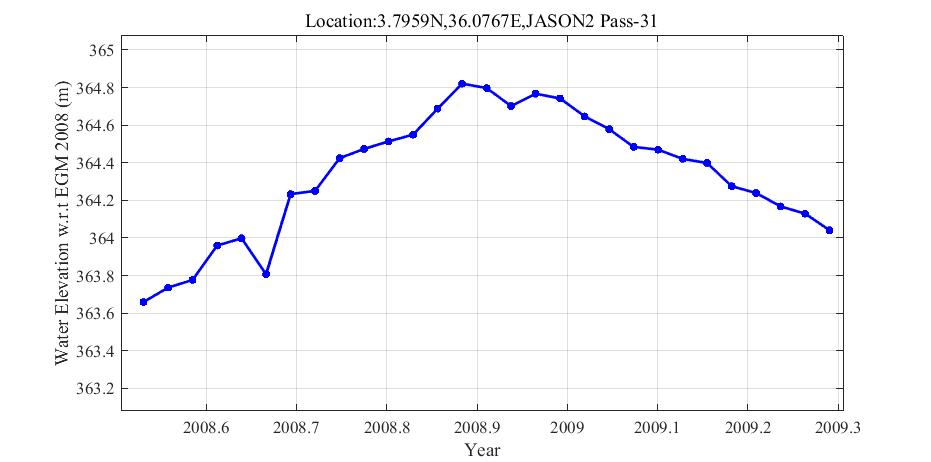 Location:3.7959N,36.0767E,JASON2 Pass-31
Water Elevation w.r.t EGM 2008 (m)
365
364.8
364.6
364.4
364.2
364
363.8
363.6
363.4
363.2
2008.6 2008.7 2008.8 2008.9 2009 2009.1 2009.2 2009.3
Year